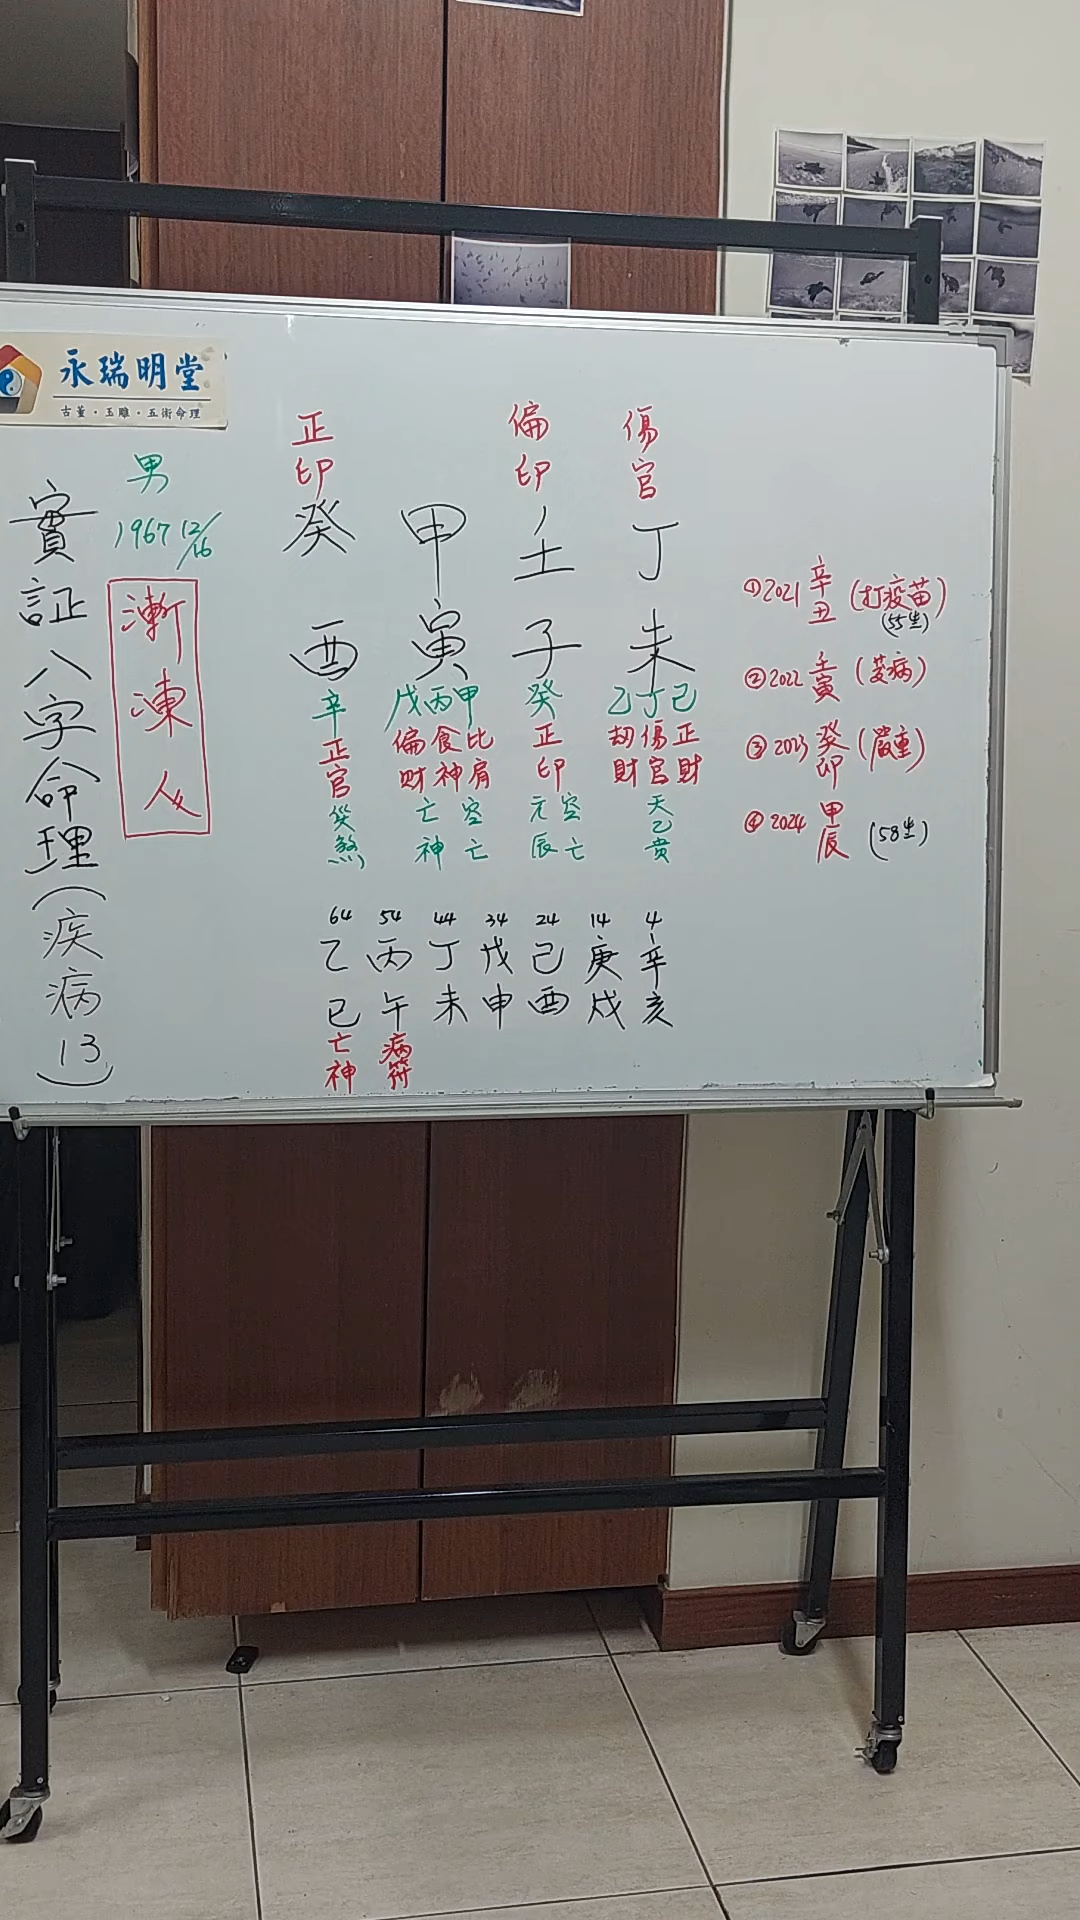 永瑞明堂
古董·玉雕·五術命理
實証八字命理(疾病13)
男
1967 12/16
漸凍人
正印 偏印 傷官
癸 甲 壬 丁
酉 寅 子 未
辛 戊丙甲 癸 乙丁己
正官 偏財 食神 比肩 正印 劫財 傷官 正財
亡神 空亡 元辰 空亡 天乙貴
64 54 44 34 24 14 4
乙 丙 丁 戊 己 庚 辛
巳 午 未 申 酉 戌 亥
亡神 病符
①2021 辛丑 (打疫苗)
(55坐)
②2022 壬寅 (發病)
③2023 癸卯 (嚴重)
④2024 甲辰 (58坐)